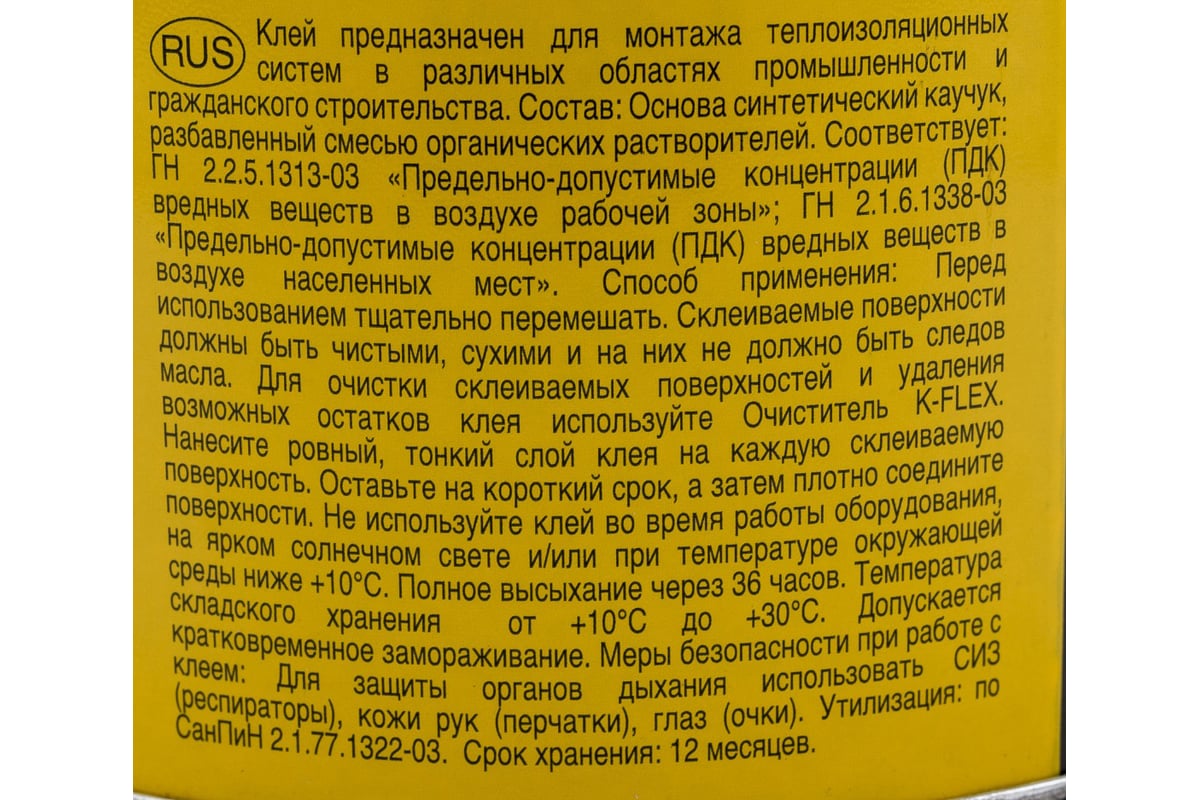 RUS Клей предназначен для монтажа теплоизоляционных
систем в различных областях промышленности и
гражданского строительства. Состав: Основа синтетический каучук,
разбавленный смесью органических растворителей. Соответствует:
ГН 2.2.5.1313-03 «Предельно-допустимые концентрации (ПДК)
вредных веществ в воздухе рабочей зоны»; ГН 2.1.6.1338-03
«Предельно-допустимые концентрации (ПДК) вредных веществ в
воздухе населенных мест». Способ применения: Перед
использованием тщательно перемешать. Склеиваемые поверхности
должны быть чистыми, сухими и на них не должно быть следов
масла. Для очистки склеиваемых поверхностей и удаления
возможных остатков клея используйте Очиститель K-FLEX.
Нанесите ровный, тонкий слой клея на каждую склеиваемую
поверхность. Оставьте на короткий срок, а затем плотно соедините
поверхности. Не используйте клей во время работы оборудования,
на ярком солнечном свете и/или при температуре окружающей
среды ниже +10°С. Полное высыхание через 36 часов. Температура
складского хранения от +10°С до +30°С. Допускается
кратковременное замораживание. Меры безопасности при работе с
клеем: Для защиты органов дыхания использовать СИЗ
(респираторы), кожи рук (перчатки), глаз (очки). Утилизация: по
СанПиН 2.1.77.1322-03. Срок хранения: 12 месяцев.